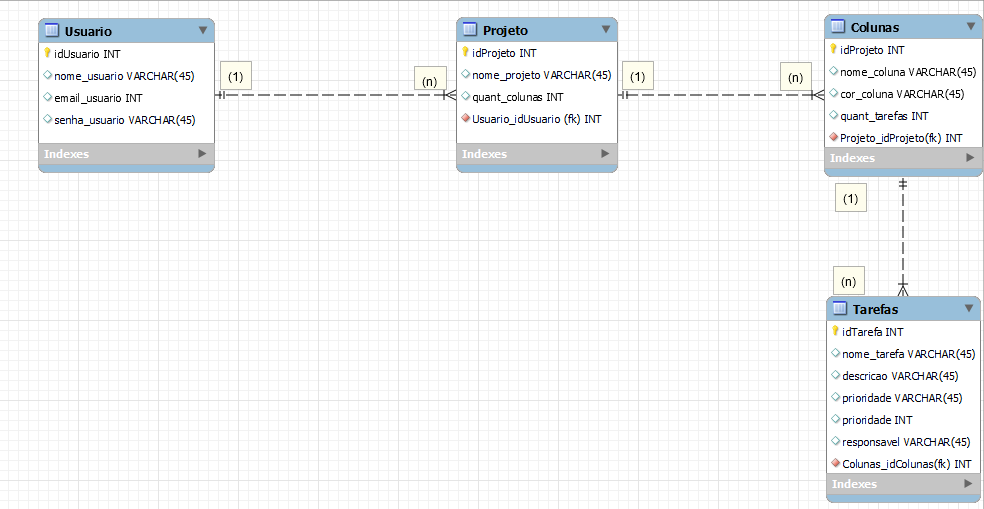 Usuario
idUsuario INT
nome_usuario VARCHAR(45)
email_usuario INT
senha_usuario VARCHAR(45)
Indexes
(1)
(n)
Projeto
idProjeto INT
nome_projeto VARCHAR(45)
quant_colunas INT
Usuario_idUsuario (fk) INT
Indexes
(1)
(n)
Colunas
idProjeto INT
nome_coluna VARCHAR(45)
cor_coluna VARCHAR(45)
quant_tarefas INT
Projeto_idProjeto(fk) INT
Indexes
(1)
(n)
Tarefas
idTarefa INT
nome_tarefa VARCHAR(45)
descricao VARCHAR(45)
prioridade VARCHAR(45)
prioridade INT
responsavel VARCHAR(45)
Colunas_idColunas(fk) INT
Indexes